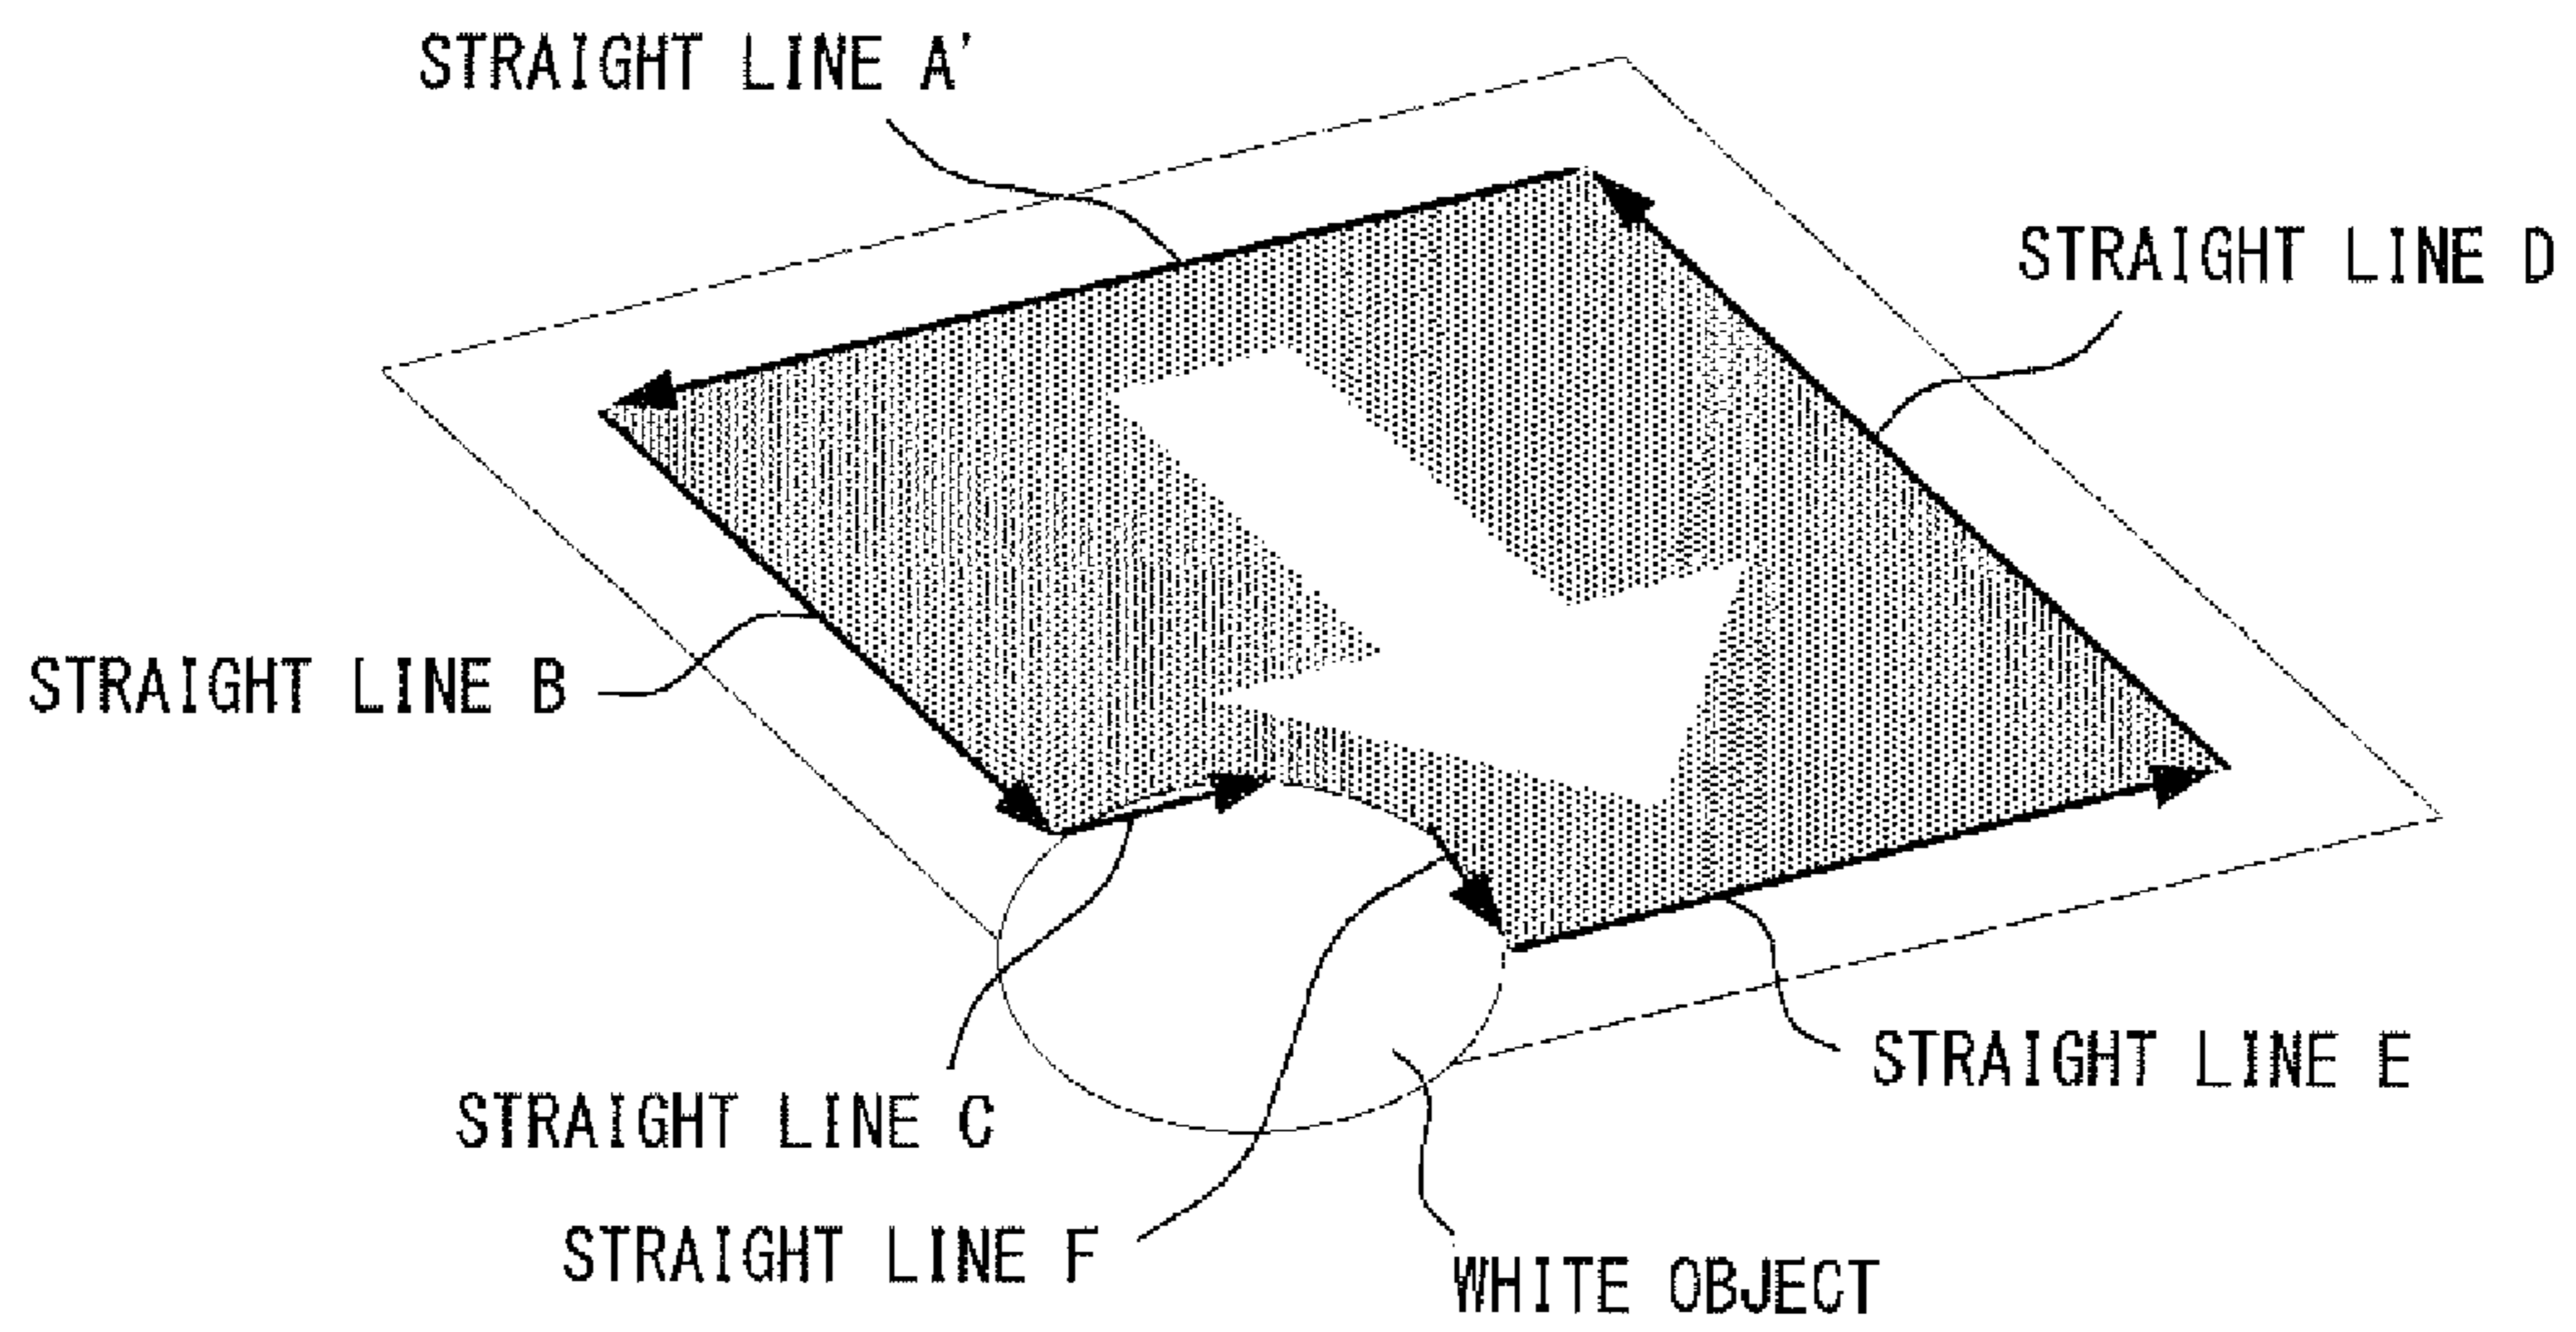 STRAIGHT LINE A'
STRAIGHT LINE D
STRAIGHT LINE B
STRAIGHT LINE E
STRAIGHT LINE C
STRAIGHT LINE F
WHITE OBJECT